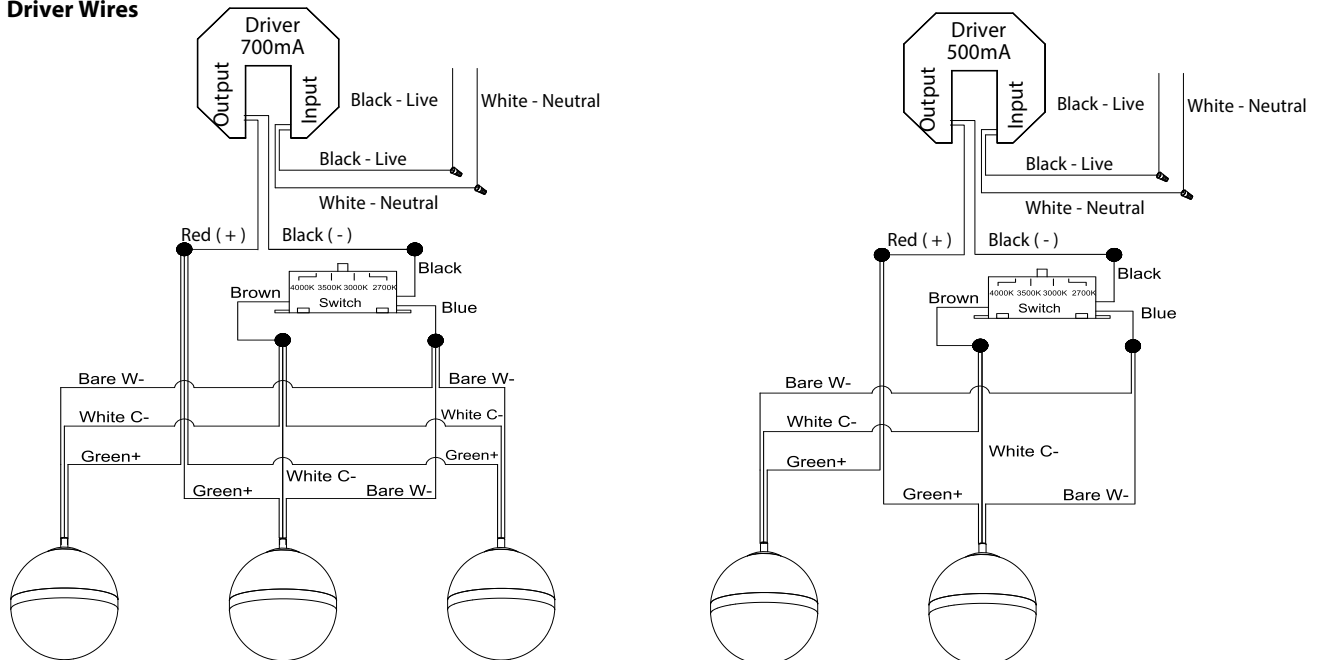 Driver Wires
Driver
700mA
Output
Input
Black - Live
White - Neutral
Black - Live
White - Neutral
Red ( + )
Black ( - )
Black
4000K 3500K 3000K 2700K
Switch
Brown
Blue
Bare W-
Bare W-
White C-
White C-
Green+
Green+
White C-
Green+
Bare W-
Driver
500mA
Output
Input
Black - Live
White - Neutral
Black - Live
White - Neutral
Red ( + )
Black ( - )
Black
4000K 3500K 3000K 2700K
Switch
Brown
Blue
Bare W-
White C-
White C-
Green+
Green+
Bare W-